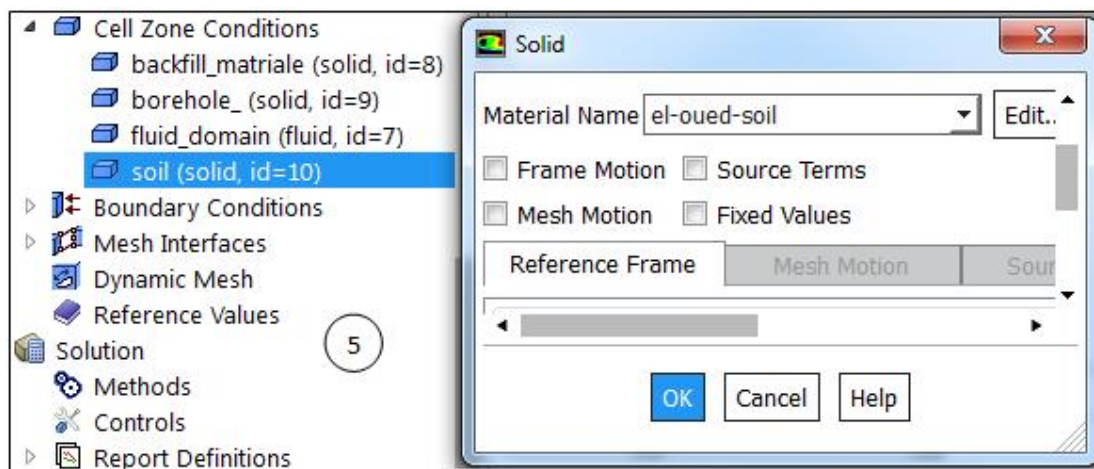 Cell Zone Conditions
backfill_matriale (solid, id=8)
borehole_ (solid, id=9)
fluid_domain (fluid, id=7)
soil (solid, id=10)
Boundary Conditions
Mesh Interfaces
Dynamic Mesh
Reference Values
Solution
5
Methods
Controls
Report Definitions
Solid
Material Name el-oued-soil Edit..
Frame Motion Source Terms
Mesh Motion Fixed Values
Reference Frame Mesh Motion Sour
OK Cancel Help